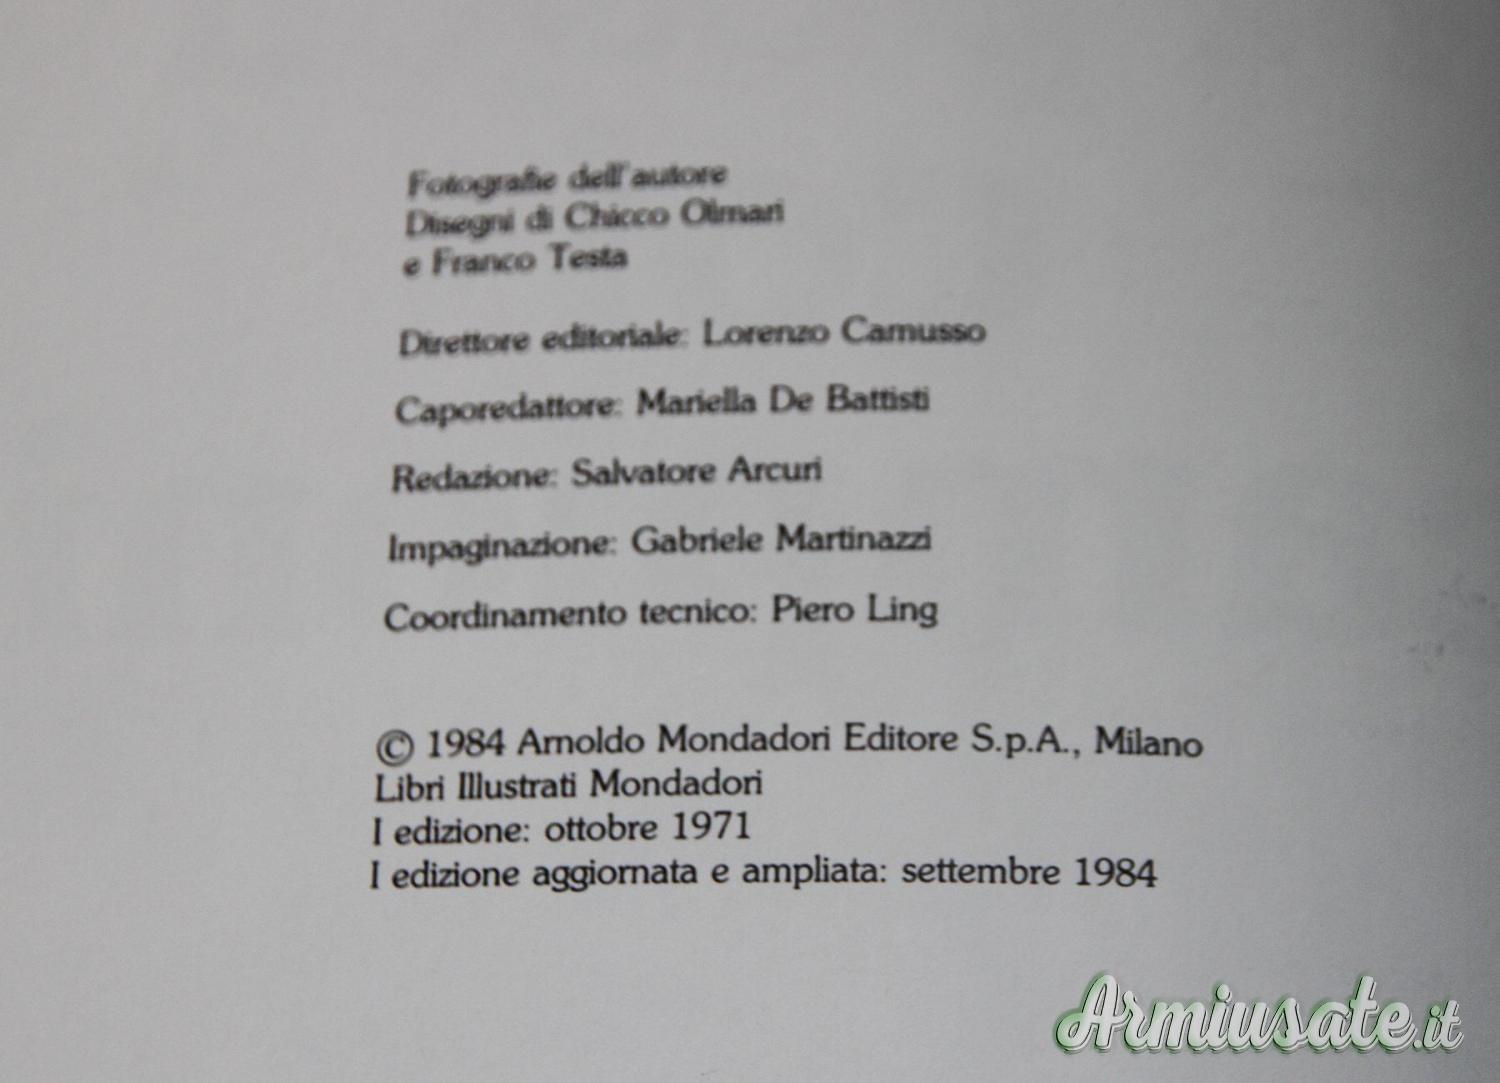 Fotografie dell'autore
Disegni di Chicco Olmari
e Franco Testa
Direttore editoriale: Lorenzo Camusso
Caporedattore: Mariella De Battisti
Redazione: Salvatore Arcuri
Impaginazione: Gabriele Martinazzi
Coordinamento tecnico: Piero Ling
© 1984 Arnoldo Mondadori Editore S.p.A., Milano
Libri Illustrati Mondadori
I edizione: ottobre 1971
I edizione aggiornata e ampliata: settembre 1984
Armiusate.it